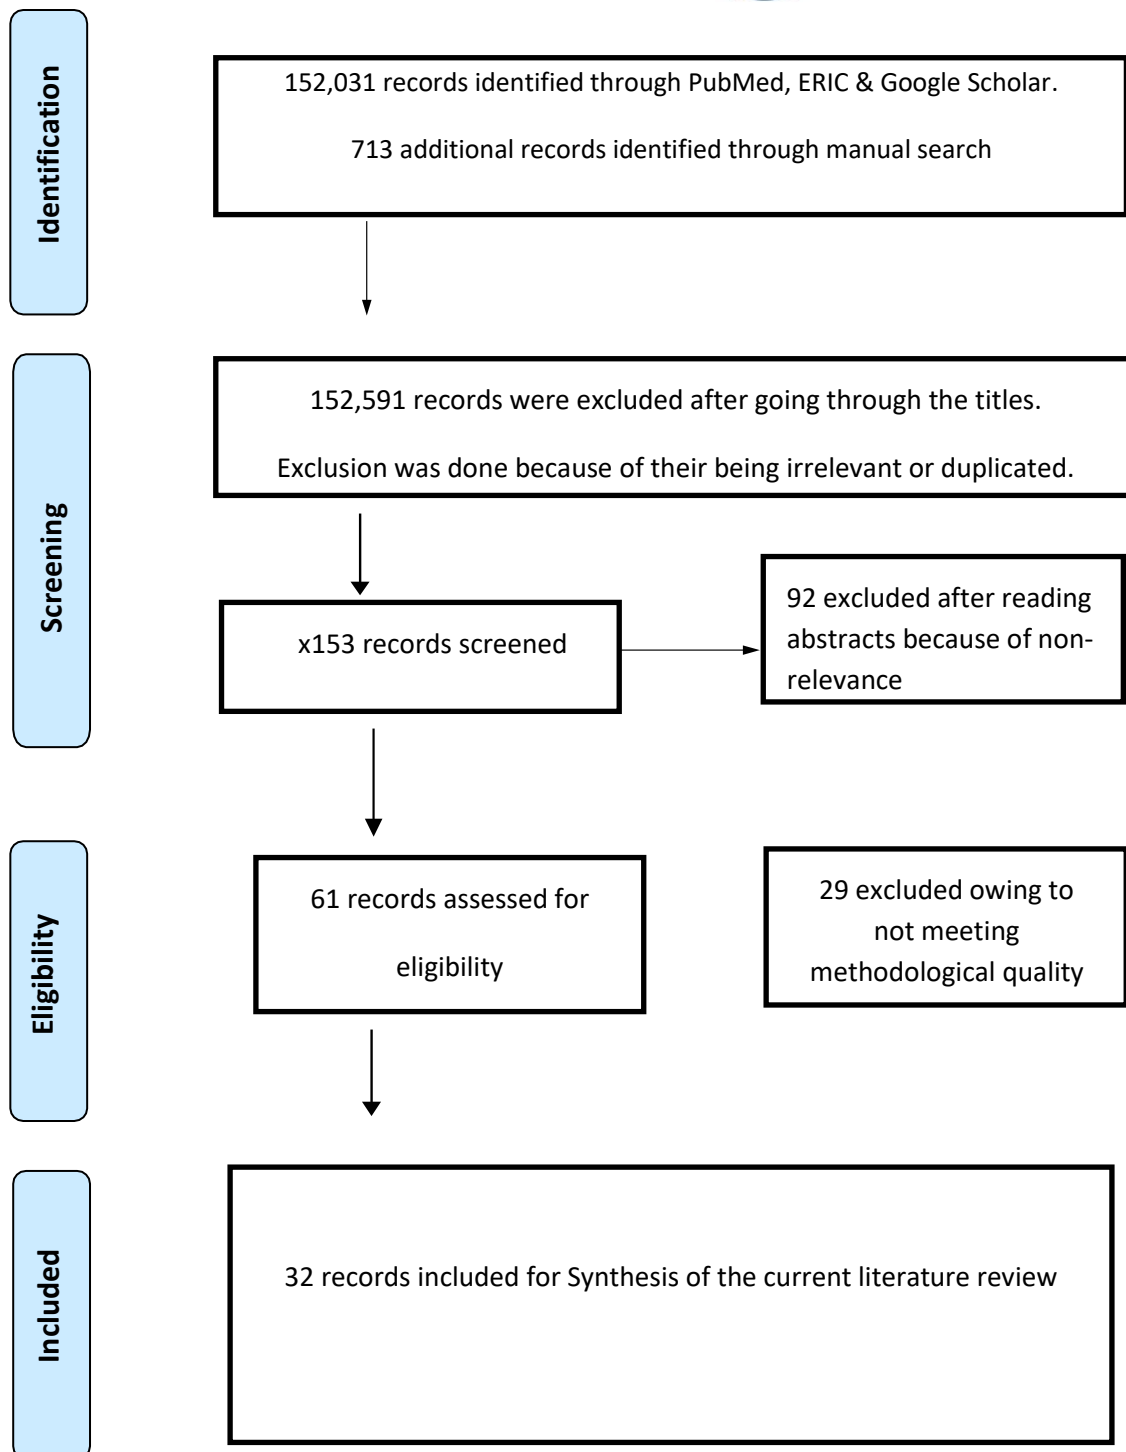 Identification
152,031 records identified through PubMed, ERIC & Google Scholar.
713 additional records identified through manual search
Screening
152,591 records were excluded after going through the titles.
Exclusion was done because of their being irrelevant or duplicated.
x153 records screened
92 excluded after reading
abstracts because of non-
relevance
Eligibility
61 records assessed for
eligibility
29 excluded owing to
not meeting
methodological quality
Included
32 records included for Synthesis of the current literature review